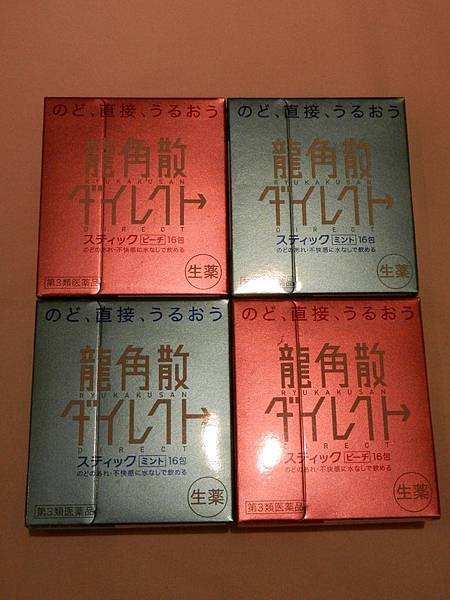 のど、直接、うるおう
龍角散
RYUKAKUSAN
ダイレクト
DIRECT
スティック ピーチ 16包
のどのあれ・不快感に水なしで飲める
第3類医薬品
生薬
のど、直接、うるおう
龍角散
RYUKAKUSAN
ダイレクト
DIRECT
スティック ミント 16包
のどのあれ・不快感に水なしで飲める
生薬
のど、直接、うるおう
龍角散
RYUKAKUSAN
ダイレクト
DIRECT
スティック ミント 16包
のどのあれ・不快感に水なしで飲める
第3類医薬品
生薬
のど、直接、うるおう
龍角散
RYUKAKUSAN
ダイレクト
DIRECT
スティック ピーチ 16包
のどのあれ・不快感に水なしで飲める
第3類医薬品
生薬